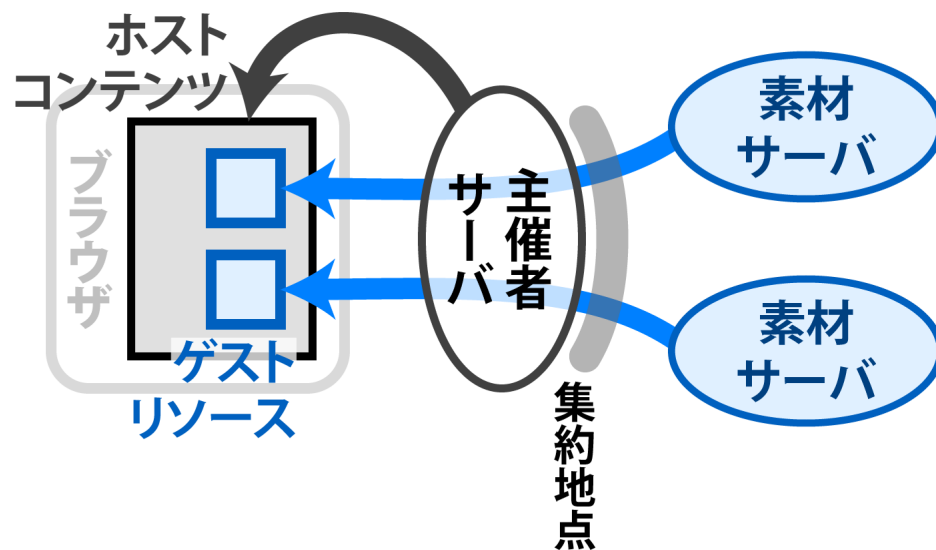 ホスト
コンテンツ
ブラウザ
ゲスト
リソース
主催者
サーバ
集約地点
素材
サーバ
素材
サーバ